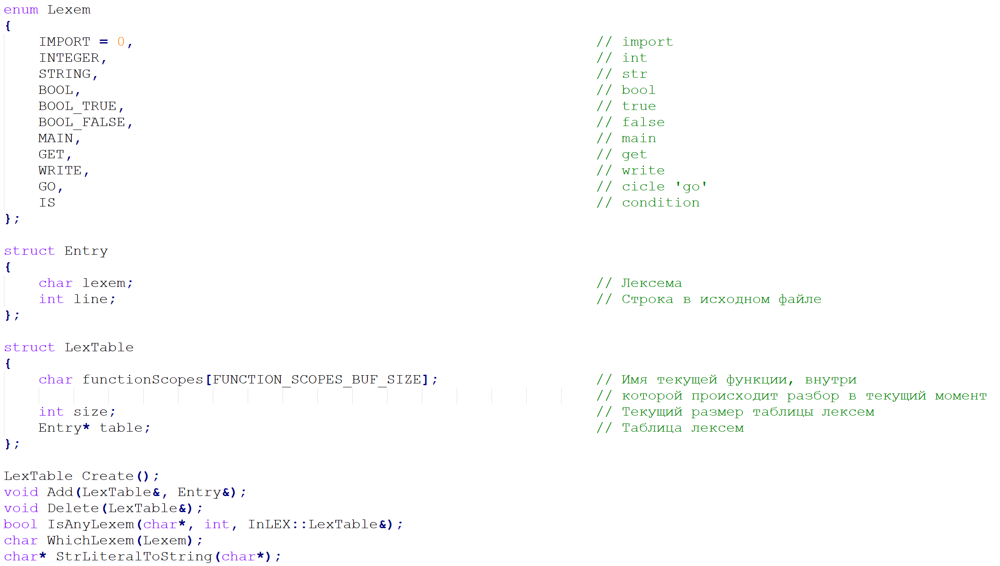 enum Lexem
{
    IMPORT = 0, // import
    INTEGER, // int
    STRING, // str
    BOOL, // bool
    BOOL_TRUE, // true
    BOOL_FALSE, // false
    MAIN, // main
    GET, // get
    WRITE, // write
    GO, // cicle 'go'
    IS // condition
};

struct Entry
{
    char lexem; // Лексема
    int line; // Строка в исходном файле
};

struct LexTable
{
    char functionScopes[FUNCTION_SCOPES_BUF_SIZE]; // Имя текущей функции, внутри
    // которой происходит разбор в текущий момент
    int size; // Текущий размер таблицы лексем
    Entry* table; // Таблица лексем
};

LexTable Create();
void Add(LexTable&, Entry&);
void Delete(LexTable&);
bool IsAnyLexem(char*, int, InLEX::LexTable&);
char WhichLexem(Lexem);
char* StrLiteralToString(char*);